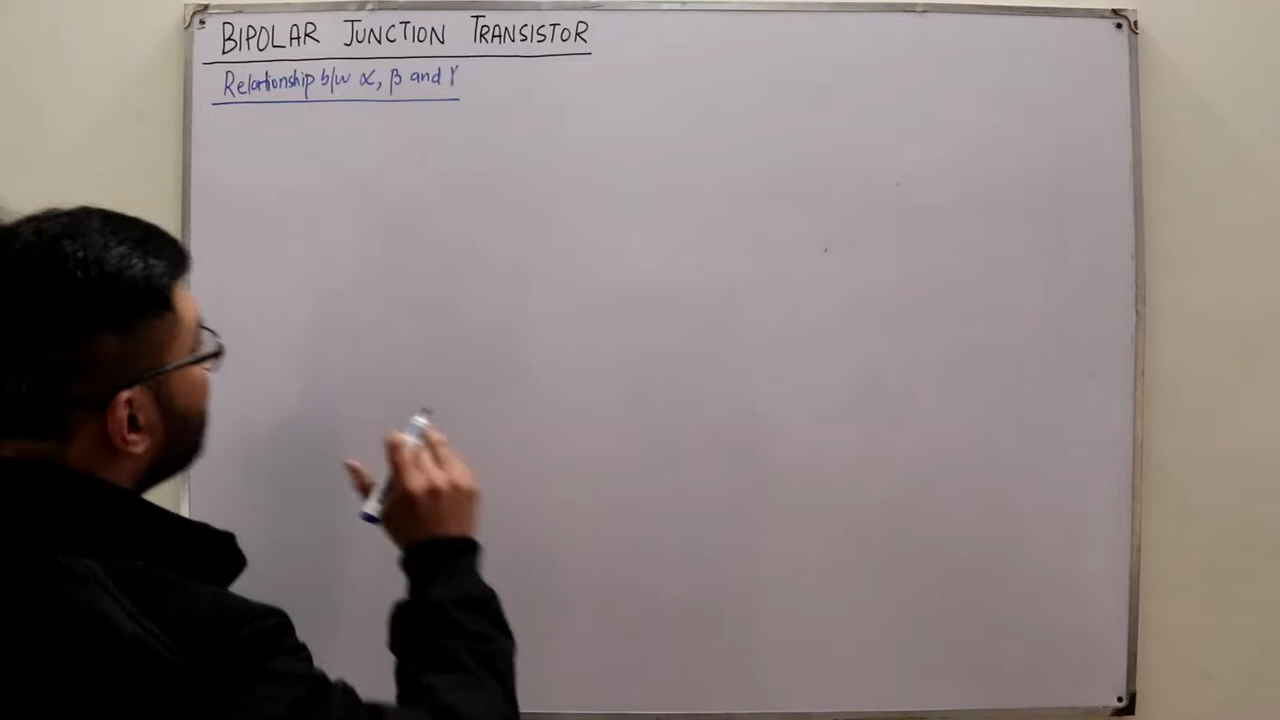 BIPOLAR JUNCTION TRANSISTOR
Relationship b/w α, β and γ